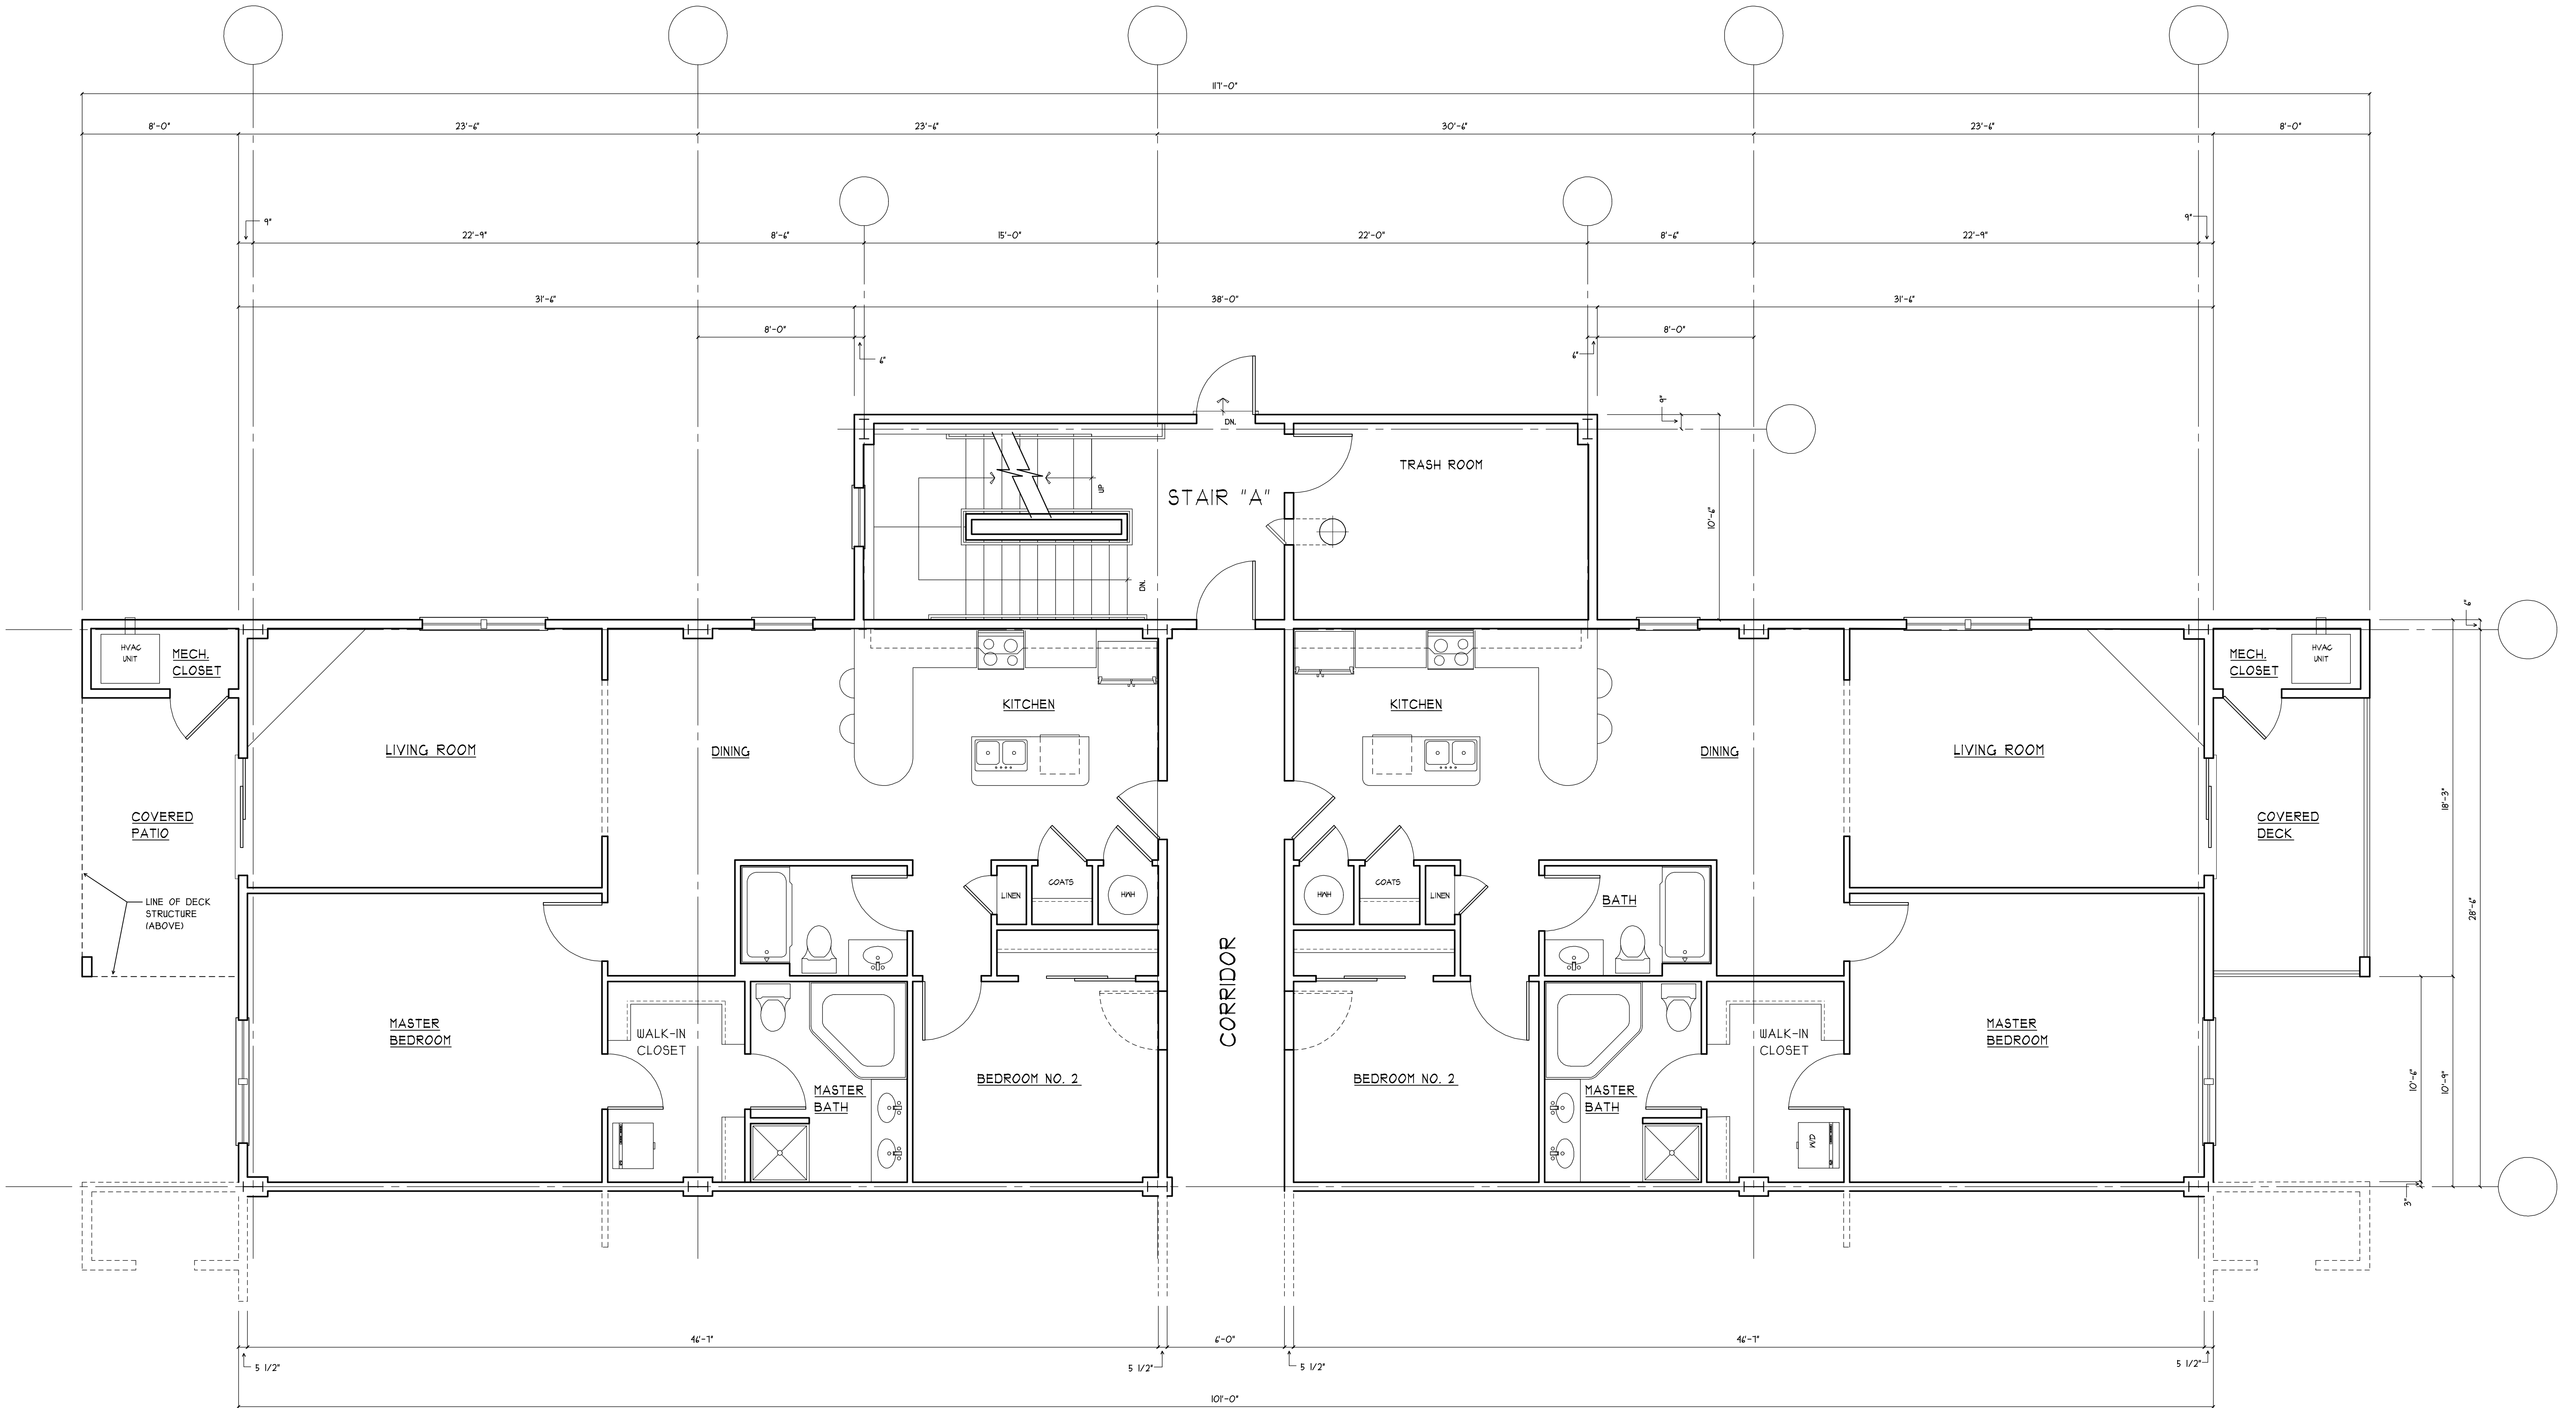 117'-0"
8'-0"
23'-6"
23'-6"
30'-6"
23'-6"
8'-0"
9"
9"
22'-9"
8'-6"
15'-0"
22'-0"
8'-6"
22'-9"
31'-6"
38'-0"
31'-6"
8'-0"
8'-0"
6"
6"
9"
DN.
TRASH ROOM
UP
STAIR "A"
10'-6"
DN.
6"
HVAC
UNIT
MECH.
CLOSET
MECH.
CLOSET
HVAC
UNIT
KITCHEN
KITCHEN
LIVING ROOM
DINING
DINING
LIVING ROOM
COVERED
PATIO
COVERED
DECK
18'-3"
28'-6"
LINE OF DECK
STRUCTURE
(ABOVE)
LINEN
COATS
HWH
HWH
COATS
LINEN
BATH
CORRIDOR
MASTER
BEDROOM
WALK-IN
CLOSET
MASTER
BATH
BEDROOM NO. 2
BEDROOM NO. 2
MASTER
BATH
WALK-IN
CLOSET
MASTER
BEDROOM
W/D
10'-6"
10'-9"
3"
46'-7"
6'-0"
46'-7"
5 1/2"
5 1/2"
5 1/2"
5 1/2"
101'-0"